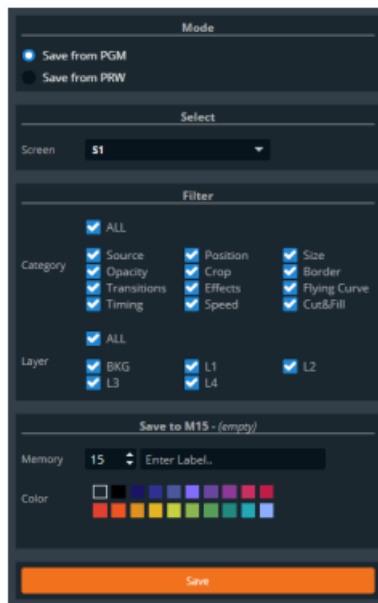 Mode
Save from PGM
Save from PRW
Select
Screen S1
Filter
ALL
Category
Source Position Size
Opacity Crop Border
Transitions Effects Flying Curve
Timing Speed Cut&Fill
ALL
Layer
BKG L1 L2
L3 L4
Save to M15 - (empty)
Memory 15 Enter Label..
Color
Save